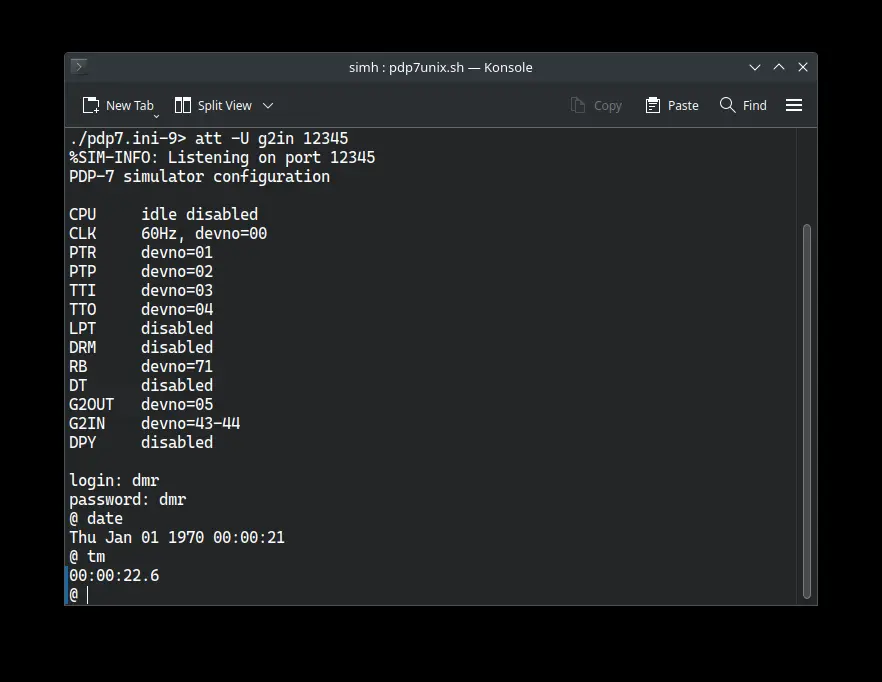 simh : pdp7unix.sh — Konsole
New Tab Split View Copy Paste Find
./pdp7.ini-9> att -U g2in 12345
%SIM-INFO: Listening on port 12345
PDP-7 simulator configuration
CPU idle disabled
CLK 60Hz, devno=00
PTR devno=01
PTP devno=02
TTI devno=03
TTO devno=04
LPT disabled
DRM disabled
RB devno=71
DT disabled
G2OUT devno=05
G2IN devno=43-44
DPY disabled
login: dmr
password: dmr
@ date
Thu Jan 01 1970 00:00:21
@ tm
00:00:22.6
@